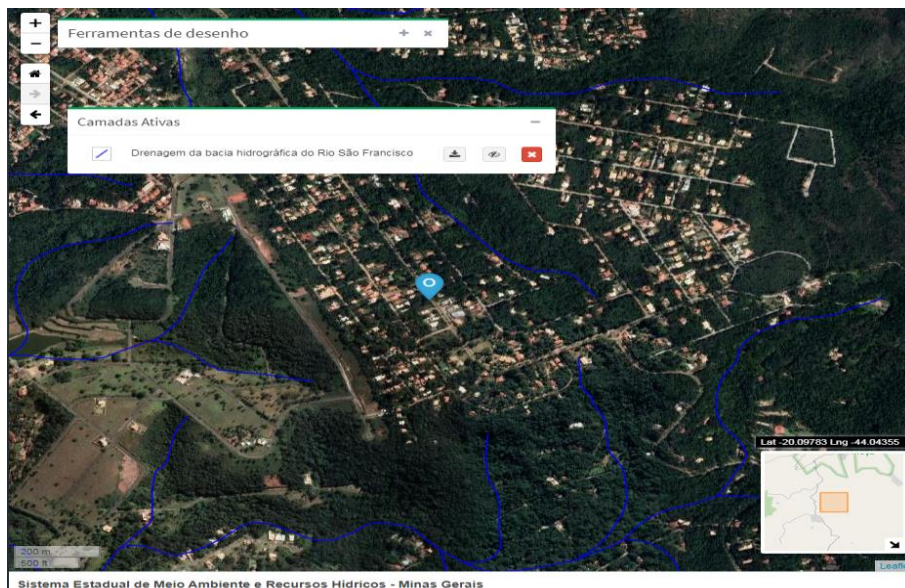 Ferramentas de desenho
Camadas Ativas
Drenagem da bacia hidrográfica do Rio São Francisco
Lat -20.09783 Lng -44.04355
200 m
500 ft
Leafle
Sistema Estadual de Meio Ambiente e Recursos Hídricos - Minas Gerais